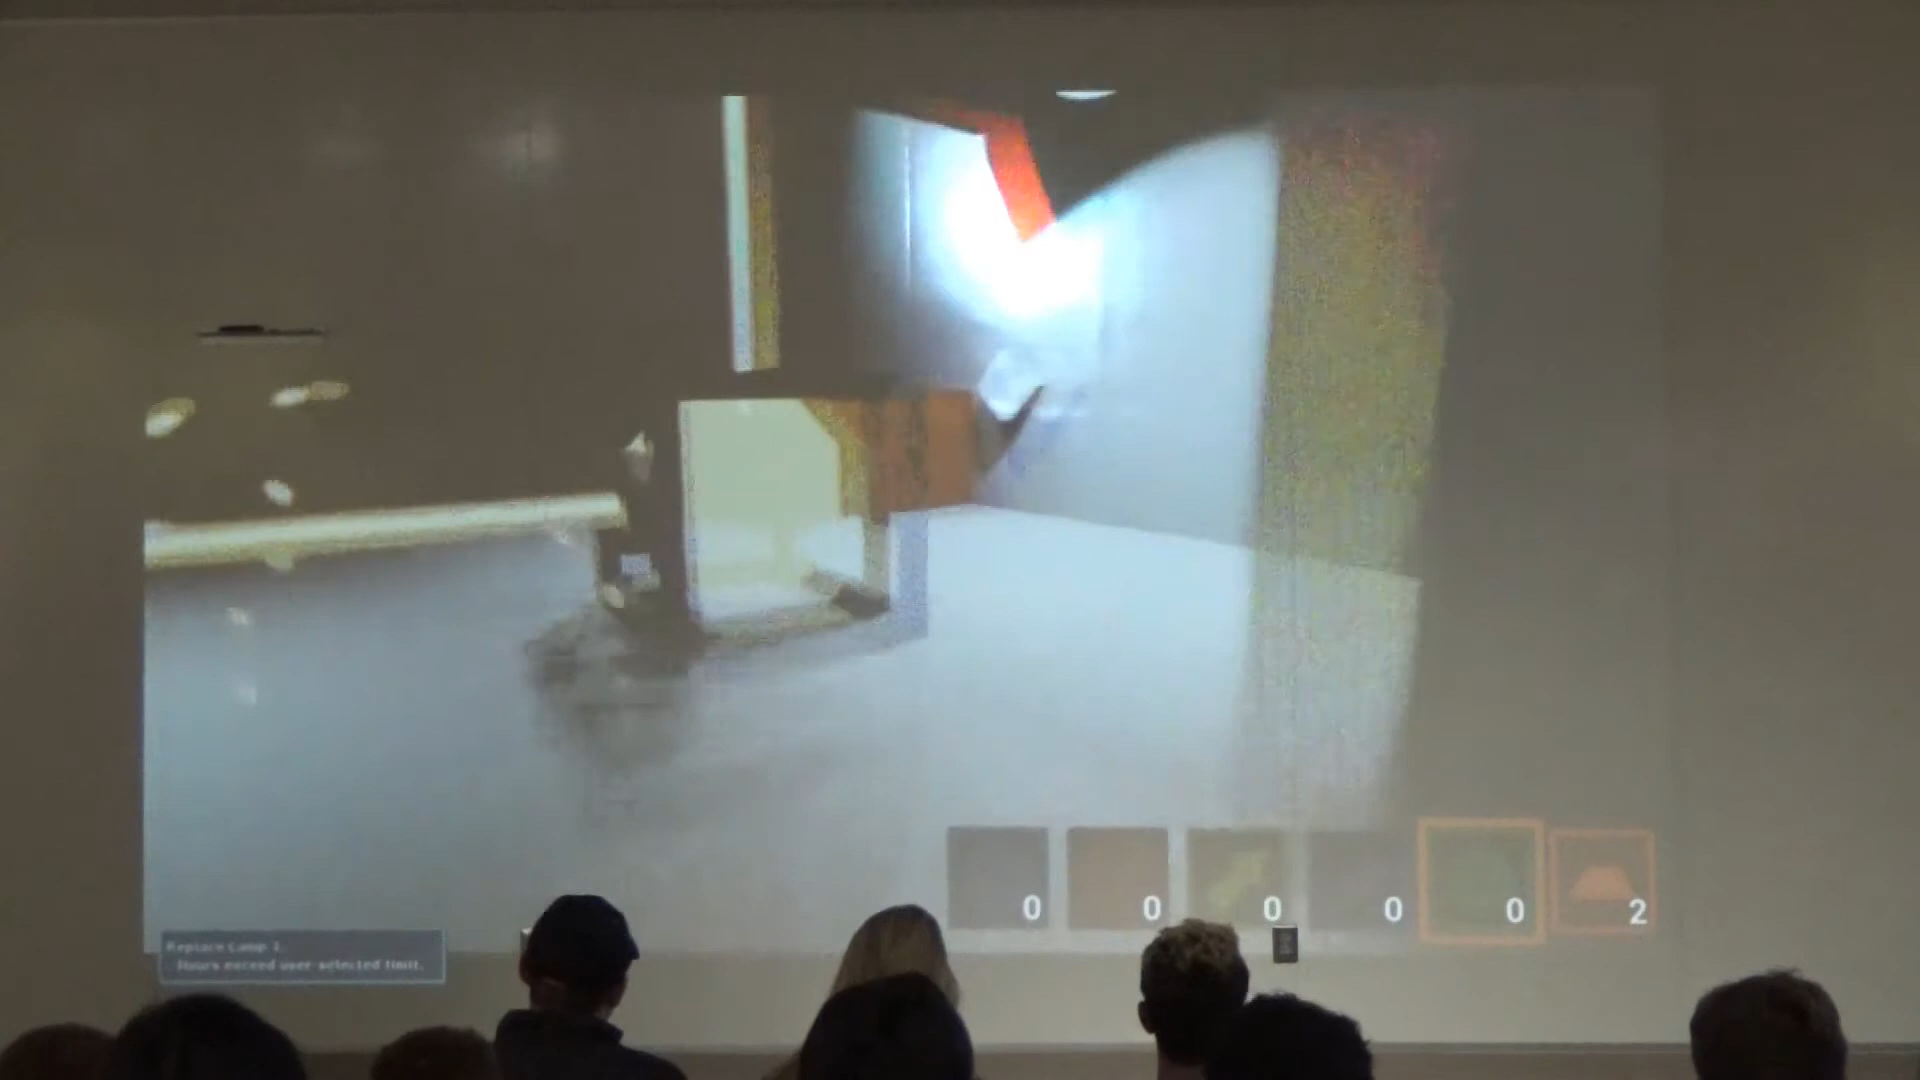 0 0 0 0 0 2
Replace Lamp 1.
Hours exceed user-selected limit.